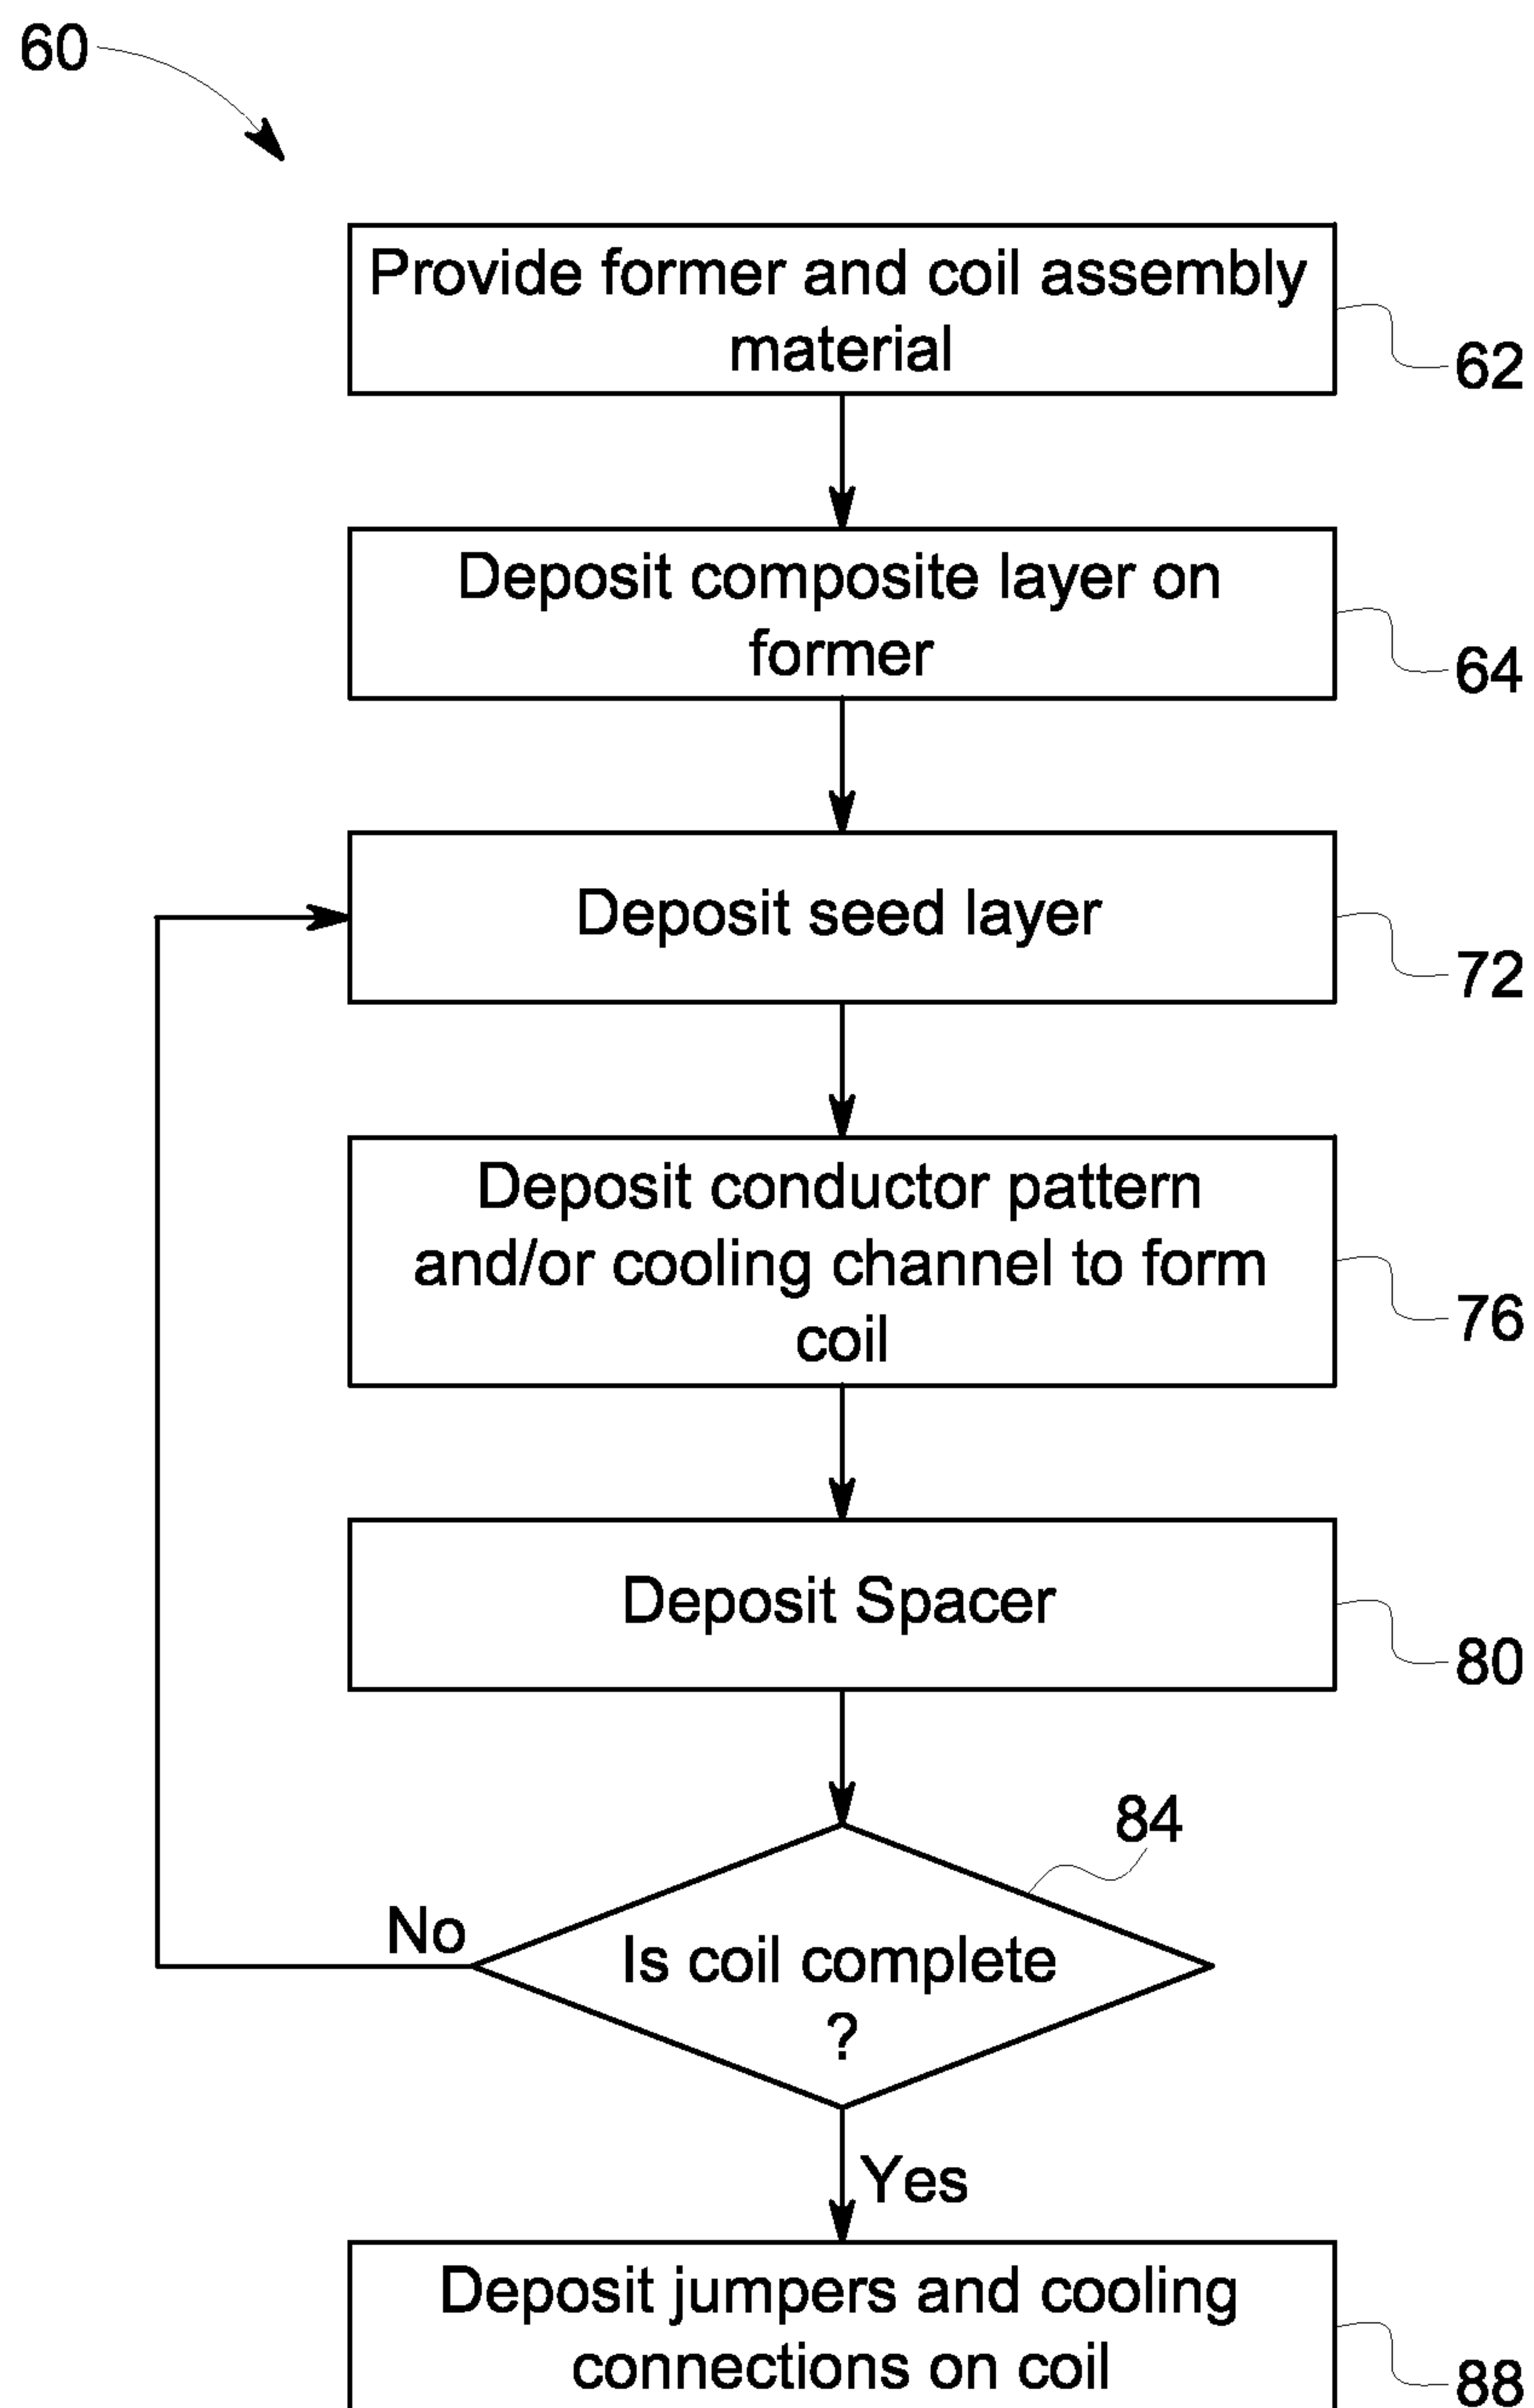 60
Provide former and coil assembly
material
62
Deposit composite layer on
former
64
Deposit seed layer
72
Deposit conductor pattern
and/or cooling channel to form
coil
76
Deposit Spacer
80
84
No
Is coil complete
?
Yes
Deposit jumpers and cooling
connections on coil
88